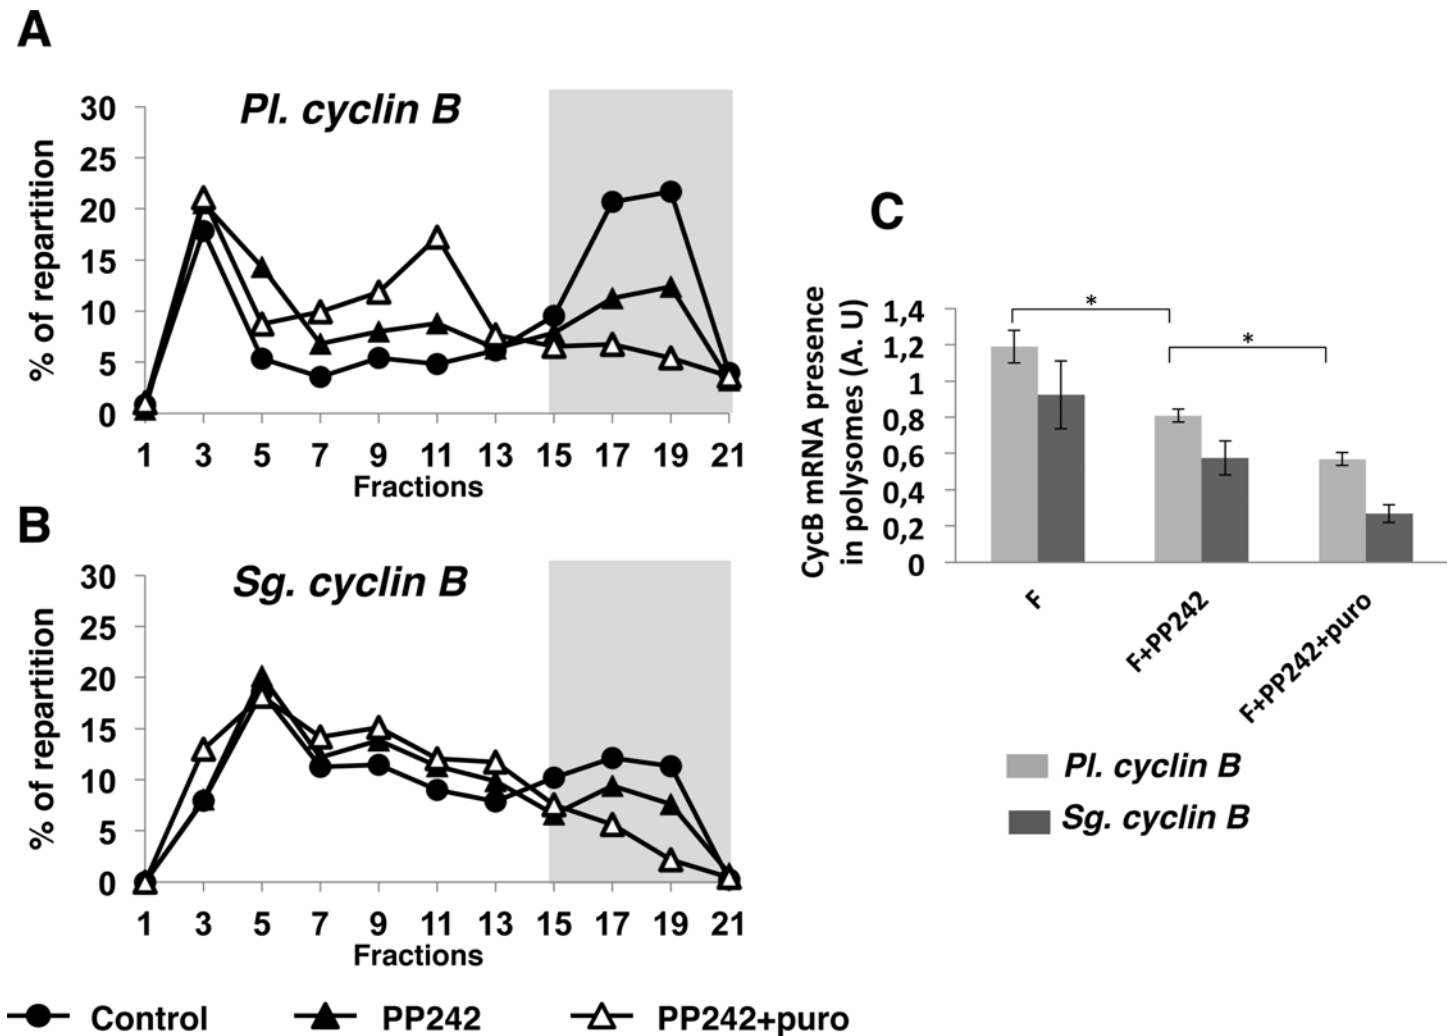 A
Pl. cyclin B
% of repartition
30
25
20
15
10
5
0
1 3 5 7 9 11 13 15 17 19 21
Fractions
B
Sg. cyclin B
% of repartition
30
25
20
15
10
5
0
1 3 5 7 9 11 13 15 17 19 21
Fractions
Control PP242 PP242+puro
C
CycB mRNA presence
in polysomes (A. U)
1,4
1,2
1
0,8
0,6
0,4
0,2
0
*
*
F
F+PP242
F+PP242+puro
Pl. cyclin B
Sg. cyclin B